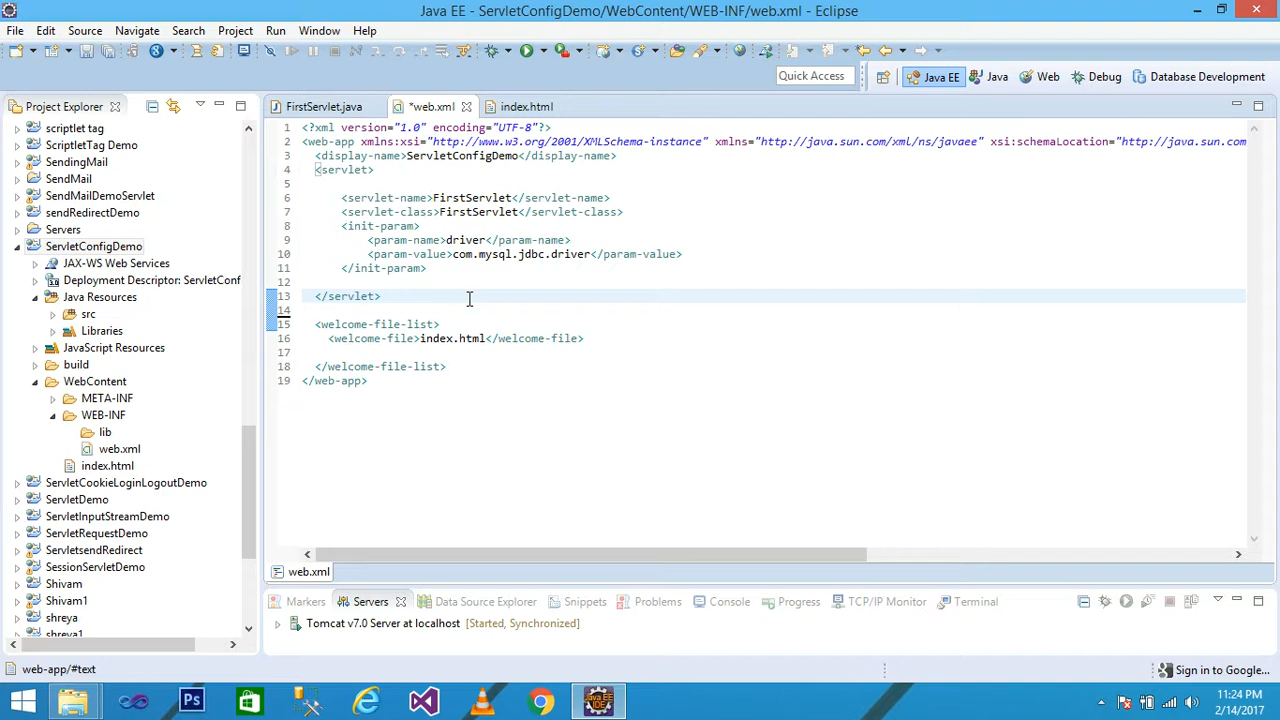 Java EE - ServletConfigDemo/WebContent/WEB-INF/web.xml - Eclipse
File Edit Source Navigate Search Project Run Window Help
Quick Access
Java EE
Java
Web
Debug
Database Development
Project Explorer
scriptlet tag
ScriptletTag Demo
SendingMail
SendMail
SendMailDemoServlet
sendRedirectDemo
Servers
ServletConfigDemo
JAX-WS Web Services
Deployment Descriptor: ServletConf
Java Resources
src
Libraries
JavaScript Resources
build
WebContent
META-INF
WEB-INF
lib
web.xml
index.html
ServletCookieLoginLogoutDemo
ServletDemo
ServletInputStreamDemo
ServletRequestDemo
ServletsendRedirect
SessionServletDemo
Shivam
Shivam1
shreya
shreya1
FirstServlet.java
*web.xml
index.html
1 <?xml version="1.0" encoding="UTF-8"?>
2 <web-app xmlns:xsi="http://www.w3.org/2001/XMLSchema-instance" xmlns="http://java.sun.com/xml/ns/javaee" xsi:schemaLocation="http://java.sun.com
3 <display-name>ServletConfigDemo</display-name>
4 <servlet>
5
6 <servlet-name>FirstServlet</servlet-name>
7 <servlet-class>FirstServlet</servlet-class>
8 <init-param>
9 <param-name>driver</param-name>
10 <param-value>com.mysql.jdbc.driver</param-value>
11 </init-param>
12
13 </servlet>
14
15 <welcome-file-list>
16 <welcome-file>index.html</welcome-file>
17
18 </welcome-file-list>
19 </web-app>
web.xml
Markers
Servers
Data Source Explorer
Snippets
Problems
Console
Progress
TCP/IP Monitor
Terminal
Tomcat v7.0 Server at localhost [Started, Synchronized]
web-app/#text
Sign in to Google...
Ps
JavaEE
IDE
11:24 PM
2/14/2017